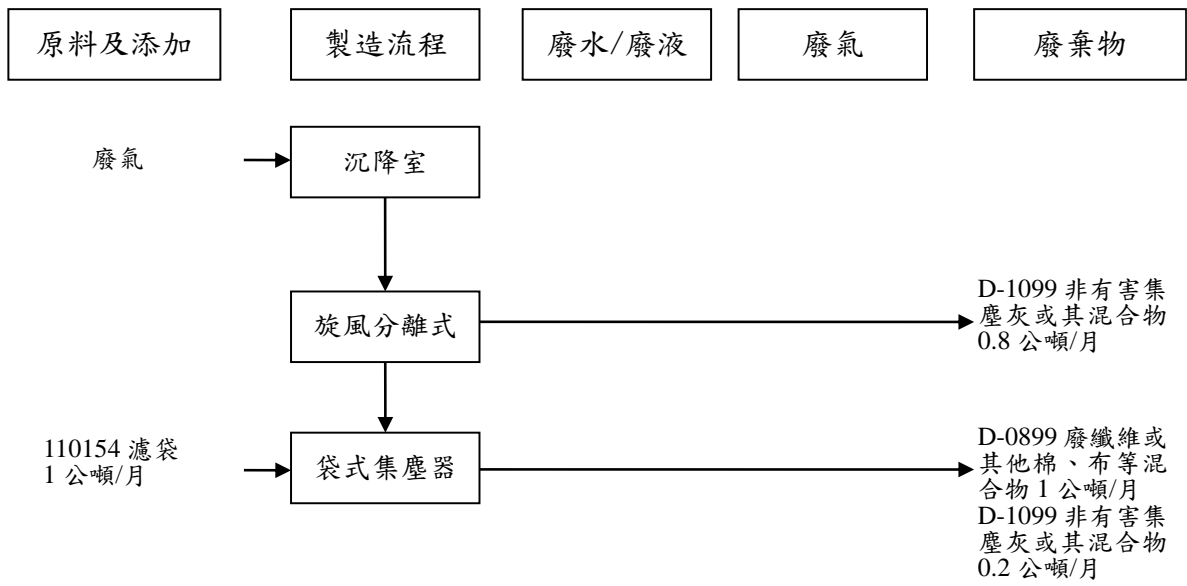 原料及添加
製造流程
廢水/廢液
廢氣
廢棄物
廢氣
沉降室
旋風分離式
D-1099 非有害集
塵灰或其混合物
0.8 公噸/月
110154 濾袋
1 公噸/月
袋式集塵器
D-0899 廢纖維或
其他棉、布等混
合物 1 公噸/月
D-1099 非有害集
塵灰或其混合物
0.2 公噸/月